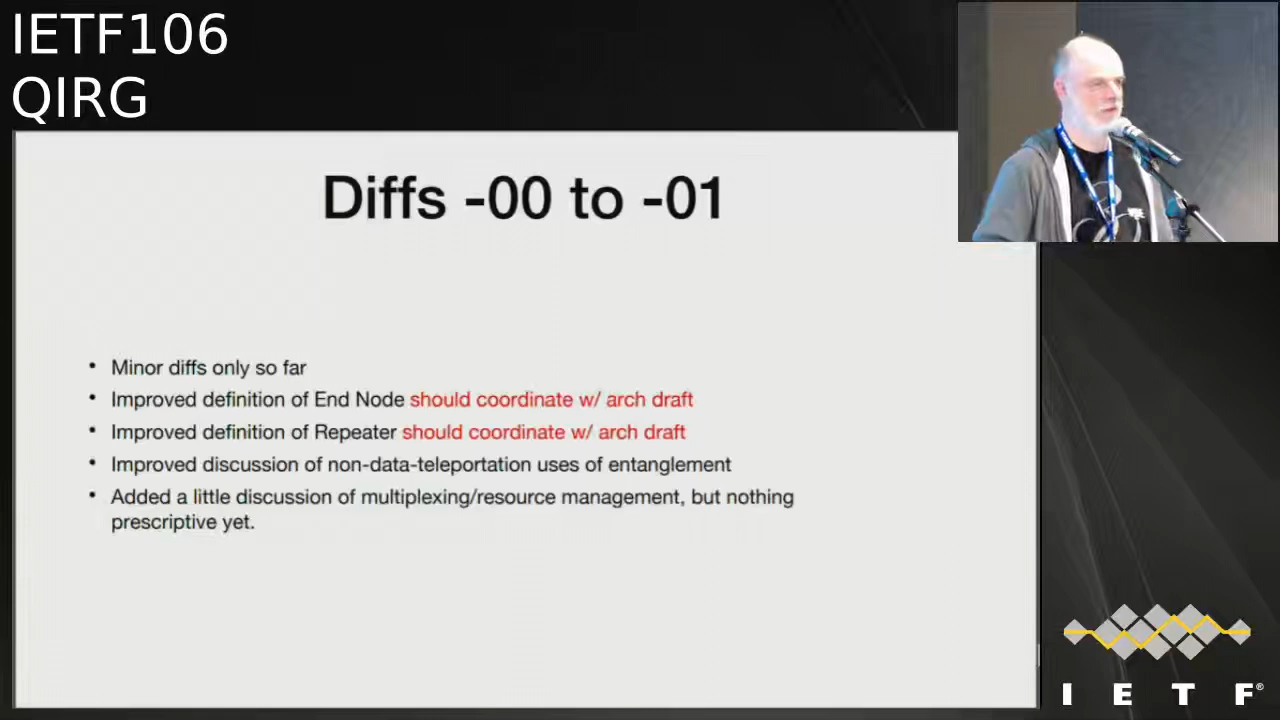 IETF106
QIRG
Diffs -00 to -01
• Minor diffs only so far
• Improved definition of End Node should coordinate w/ arch draft
• Improved definition of Repeater should coordinate w/ arch draft
• Improved discussion of non-data-teleportation uses of entanglement
• Added a little discussion of multiplexing/resource management, but nothing
prescriptive yet.
I E T F®